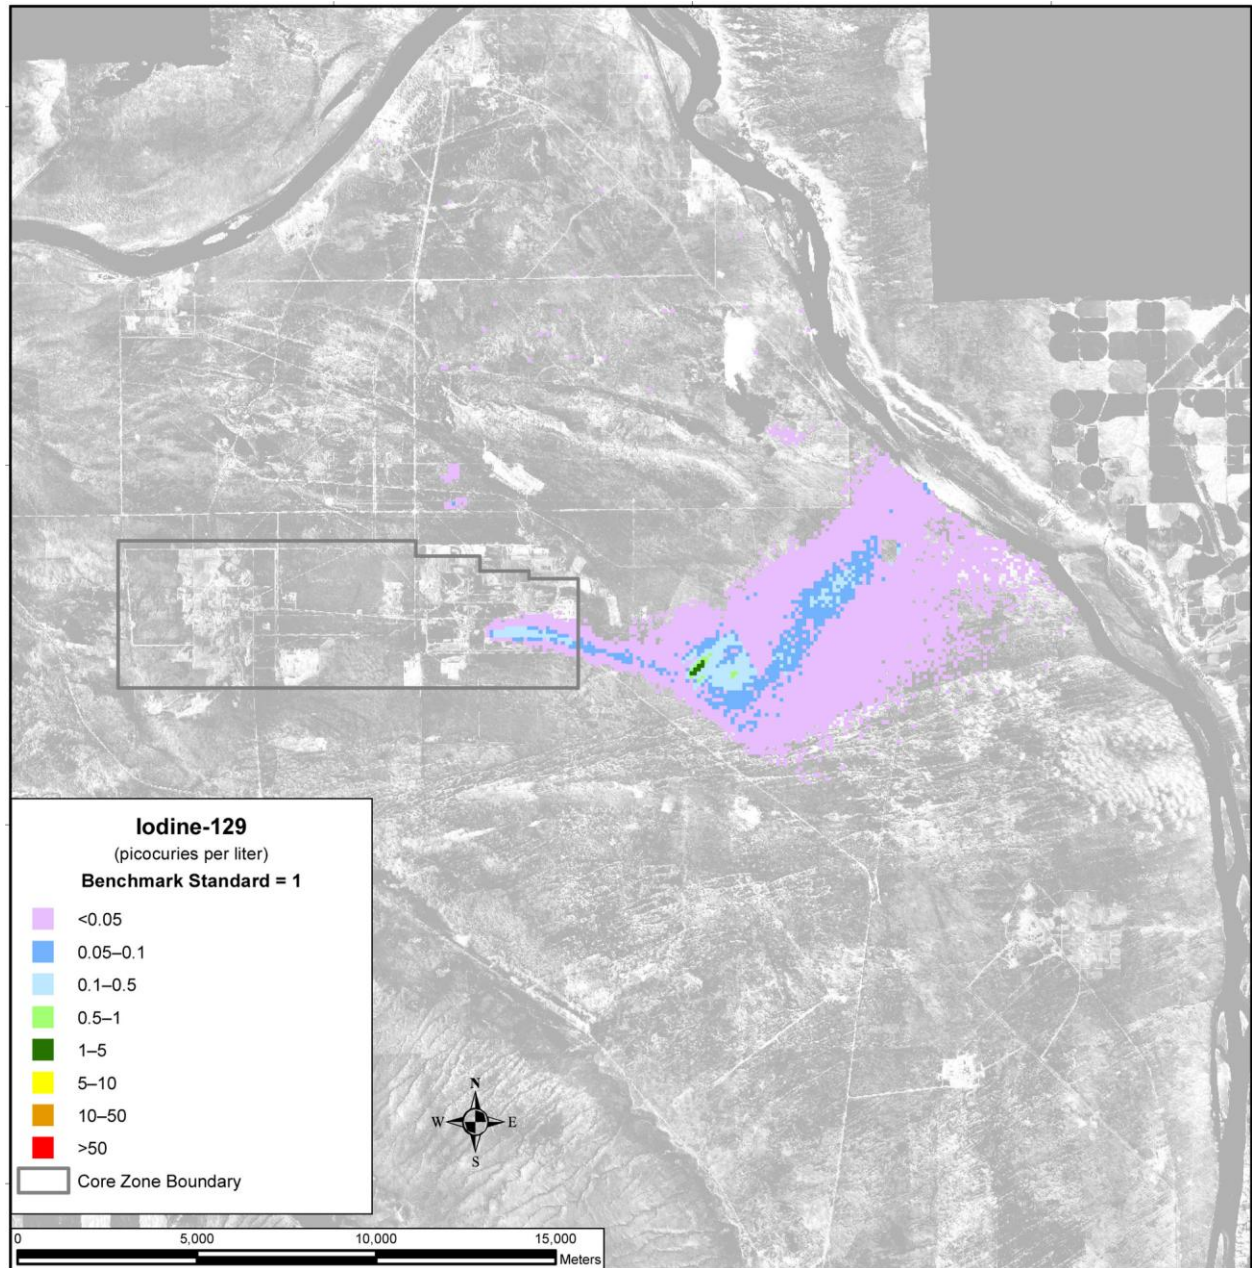 Iodine-129
(picocuries per liter)
Benchmark Standard = 1
<0.05
0.05–0.1
0.1–0.5
0.5–1
1–5
5–10
10–50
>50
Core Zone Boundary
N
W E
S
0 5,000 10,000 15,000
Meters